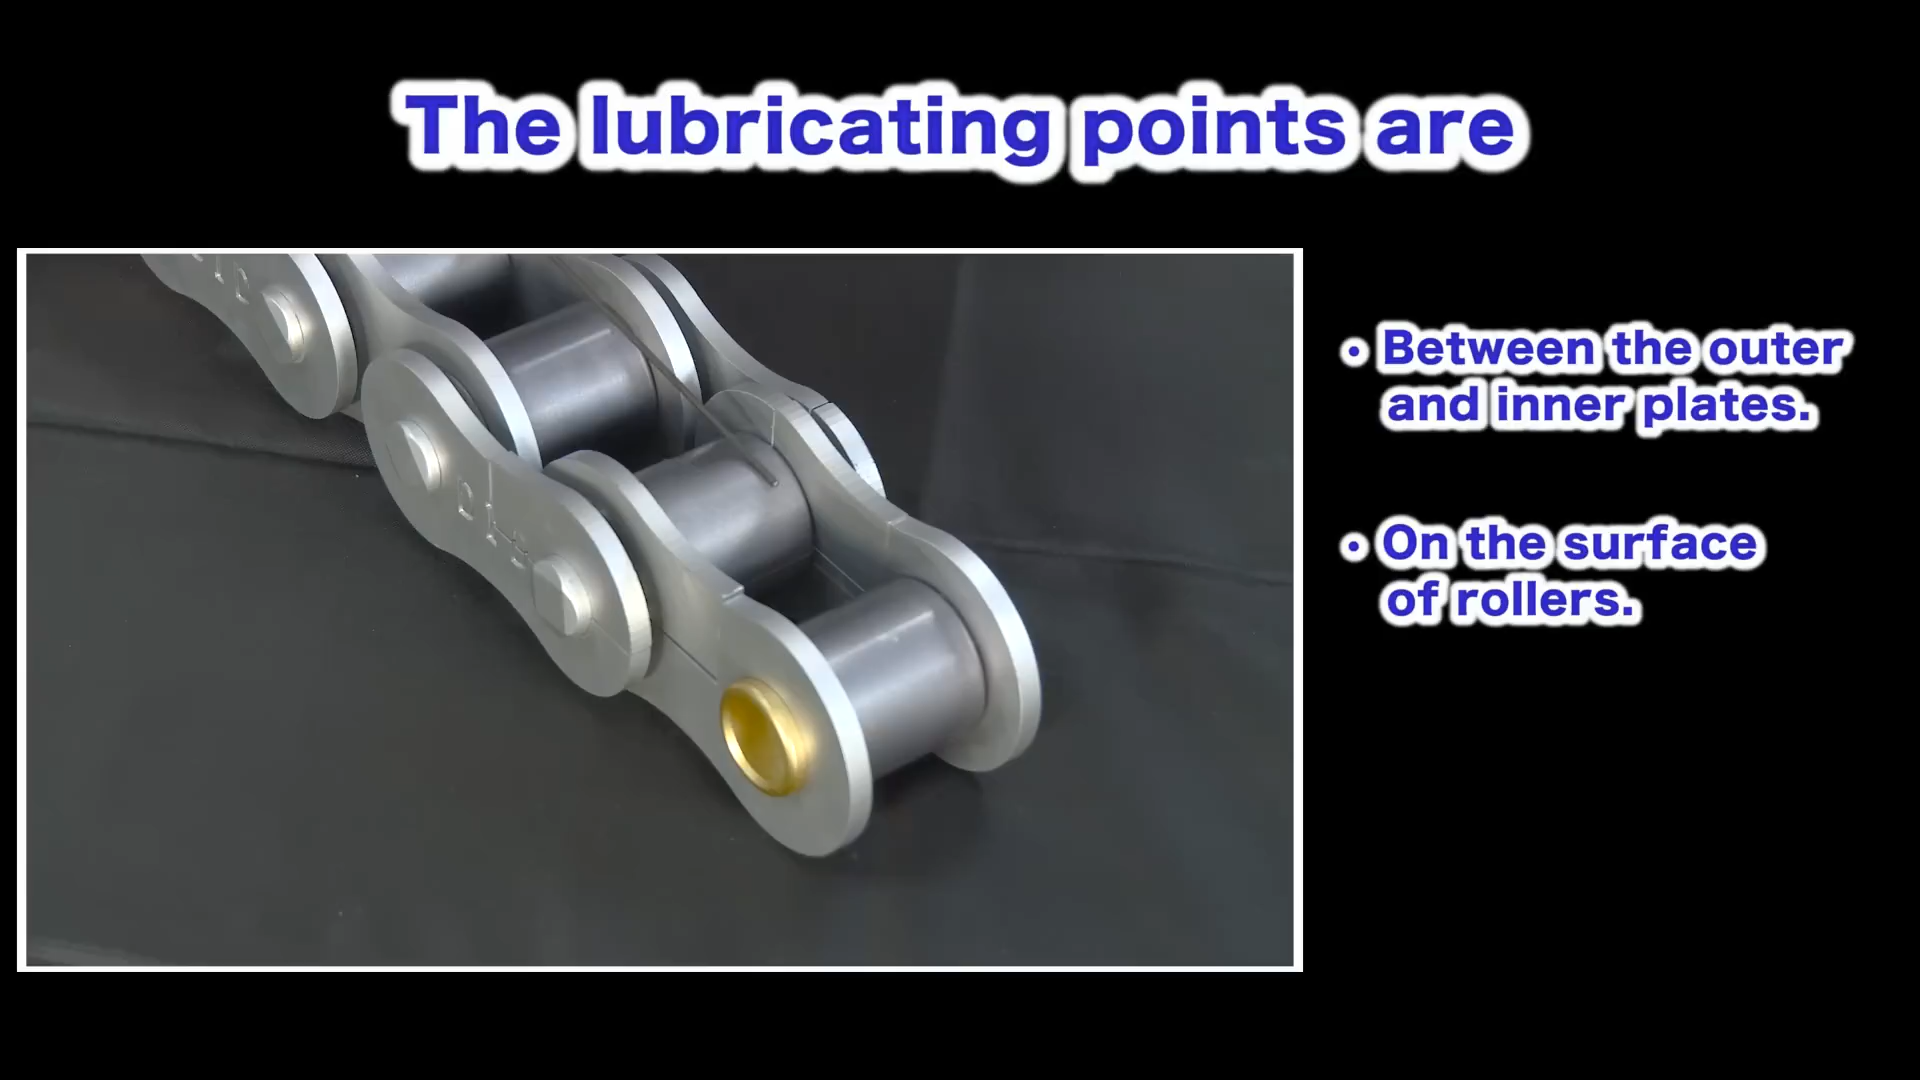 The lubricating points are
• Between the outer
and inner plates.
• On the surface
of rollers.